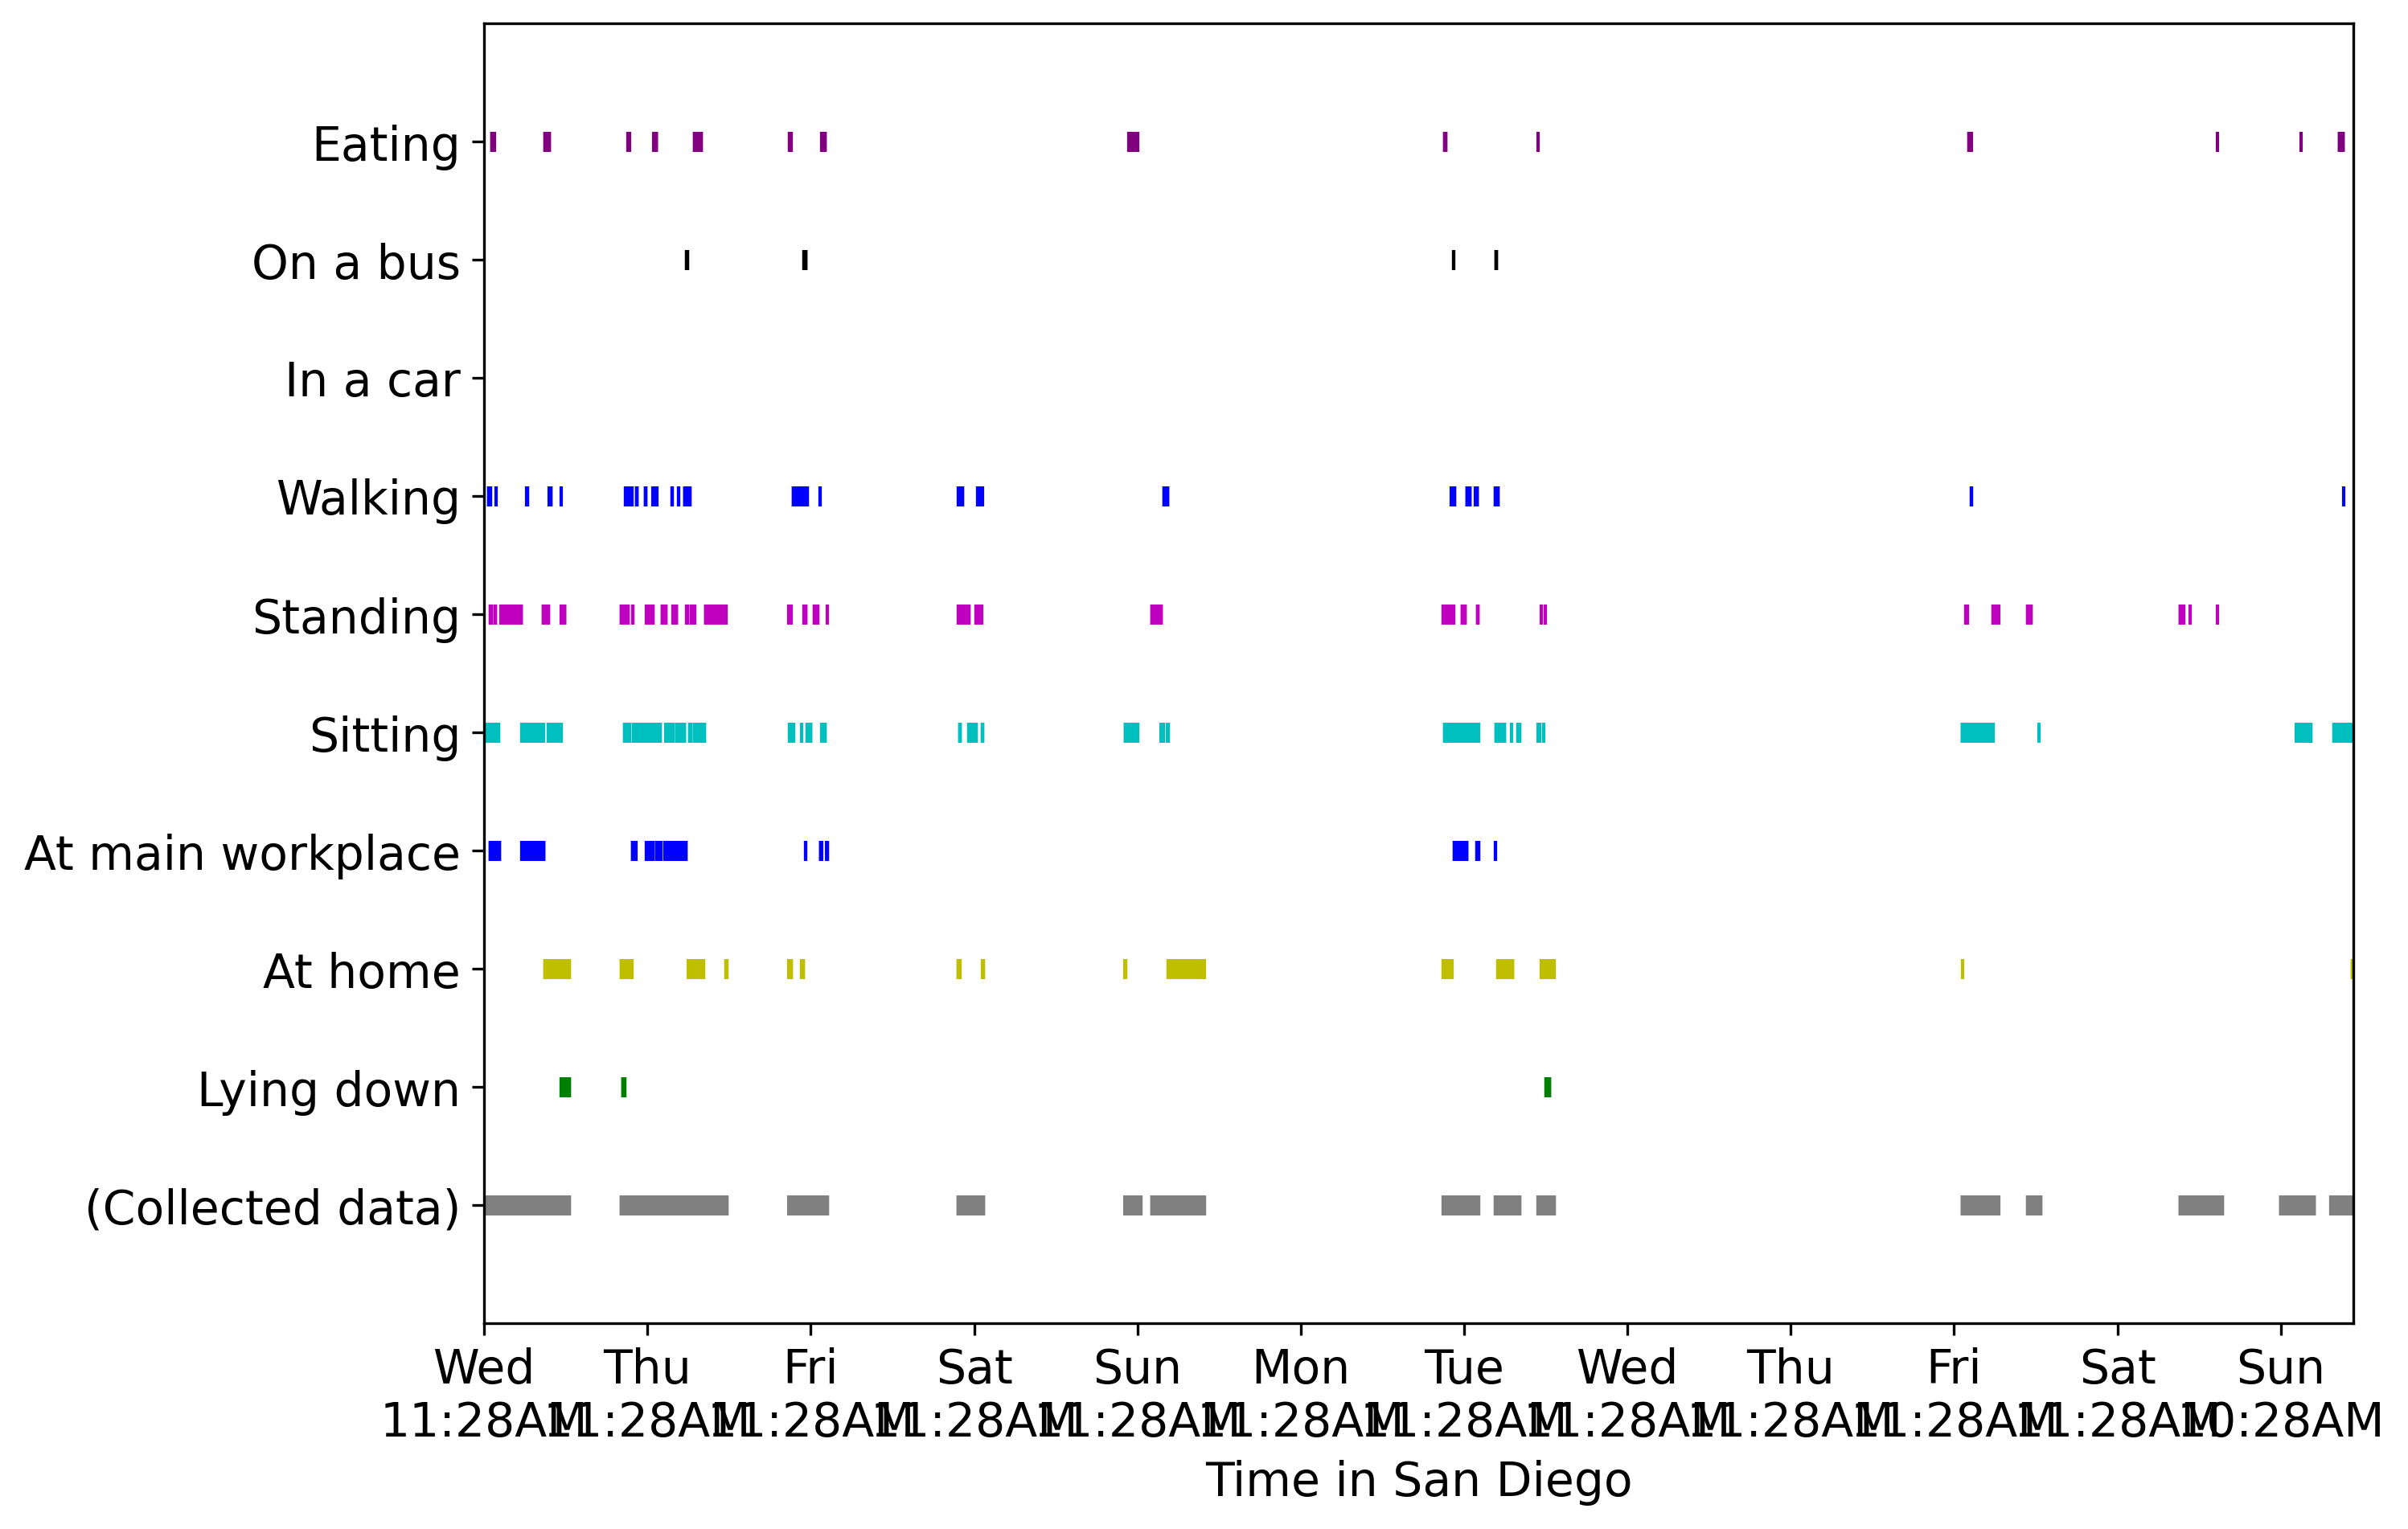 Eating
On a bus
In a car
Walking
Standing
Sitting
At main workplace
At home
Lying down
(Collected data)
Wed Thu Fri Sat Sun Mon Tue Wed Thu Fri Sat Sun
11:28AM 11:28AM 11:28AM 11:28AM 11:28AM 11:28AM 11:28AM 11:28AM 11:28AM 11:28AM 11:28AM 10:28AM
Time in San Diego